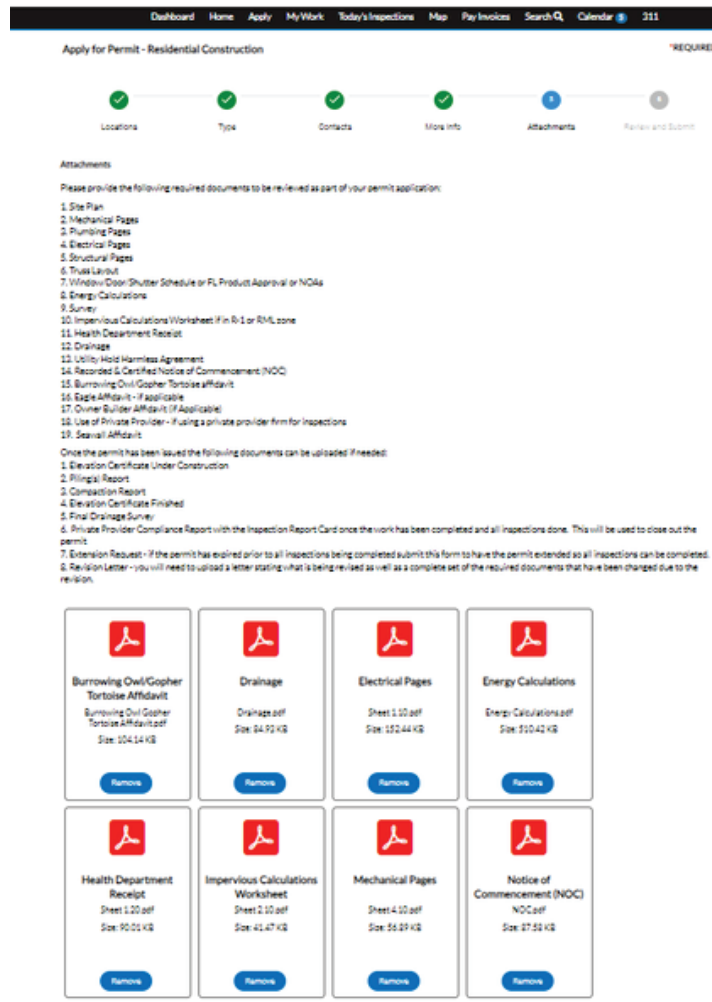 Dashboard Home Apply My Work Today's Inspections Map Pay Invoices Search Calendar 5 311
Apply for Permit - Residential Construction *REQUIRE
5 6
Locations Type Contacts More Info Attachments Review and Submit
Attachments
Please provide the following required documents to be reviewed as part of your permit application:
1. Site Plan
2. Mechanical Pages
3. Plumbing Pages
4. Electrical Pages
5. Structural Pages
6. Truss Layout
7. Window/Door/Shutter Schedule or FL Product Approval or NOAs
8. Energy Calculations
9. Survey
10. Impervious Calculations Worksheet if in R-1 or RML zone
11. Health Department Receipt
12. Drainage
13. Utility Hold Harmless Agreement
14. Recorded & Certified Notice of Commencement (NOC)
15. Burrowing Owl/Gopher Tortoise affidavit
16. Eagle Affidavit - if applicable
17. Owner Builder Affidavit (if Applicable)
18. Use of Private Provider - if using a private provider firm for inspections
19. Seawall Affidavit
Once the permit has been issued the following documents can be uploaded if needed:
1. Elevation Certificate Under Construction
2. Piling(s) Report
3. Compaction Report
4. Elevation Certificate Finished
5. Final Drainage Survey
6. Private Provider Compliance Report with the Inspection Report Card once the work has been completed and all inspections done. This will be used to close out the
permit
7. Extension Request - if the permit has expired prior to all inspections being completed submit this form to have the permit extended so all inspections can be completed.
8. Revision Letter - you will need to upload a letter stating what is being revised as well as a complete set of the required documents that have been changed due to the
revision.
Burrowing Owl/Gopher
Tortoise Affidavit
Burrowing Owl Gopher
Tortoise Affidavit.pdf
Size: 104.14 KB
Remove
Drainage
Drainage.pdf
Size: 84.93 KB
Remove
Electrical Pages
Sheet 1.10.pdf
Size: 152.44 KB
Remove
Energy Calculations
Energy Calculations.pdf
Size: 510.42 KB
Remove
Health Department
Receipt
Sheet 1.20.pdf
Size: 90.01 KB
Remove
Impervious Calculations
Worksheet
Sheet 2.10.pdf
Size: 41.47 KB
Remove
Mechanical Pages
Sheet 4.10.pdf
Size: 56.89 KB
Remove
Notice of
Commencement (NOC)
NOC.pdf
Size: 87.58 KB
Remove